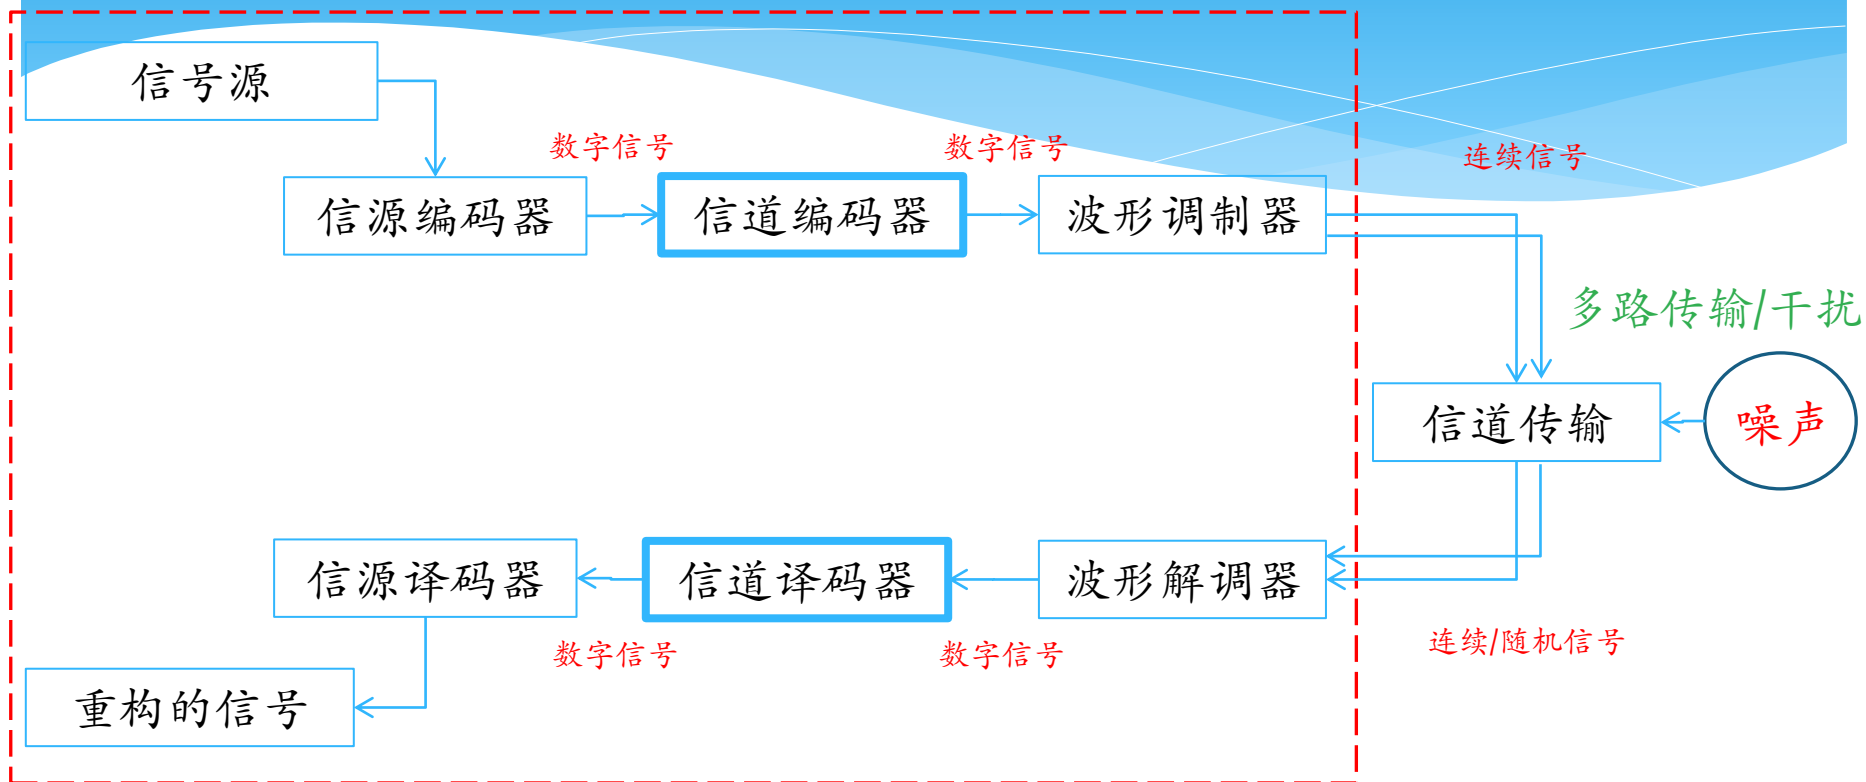 信号源
数字信号
数字信号
连续信号
信源编码器
信道编码器
波形调制器
多路传输/干扰
信道传输
噪声
信源译码器
信道译码器
波形解调器
数字信号
数字信号
连续/随机信号
重构的信号